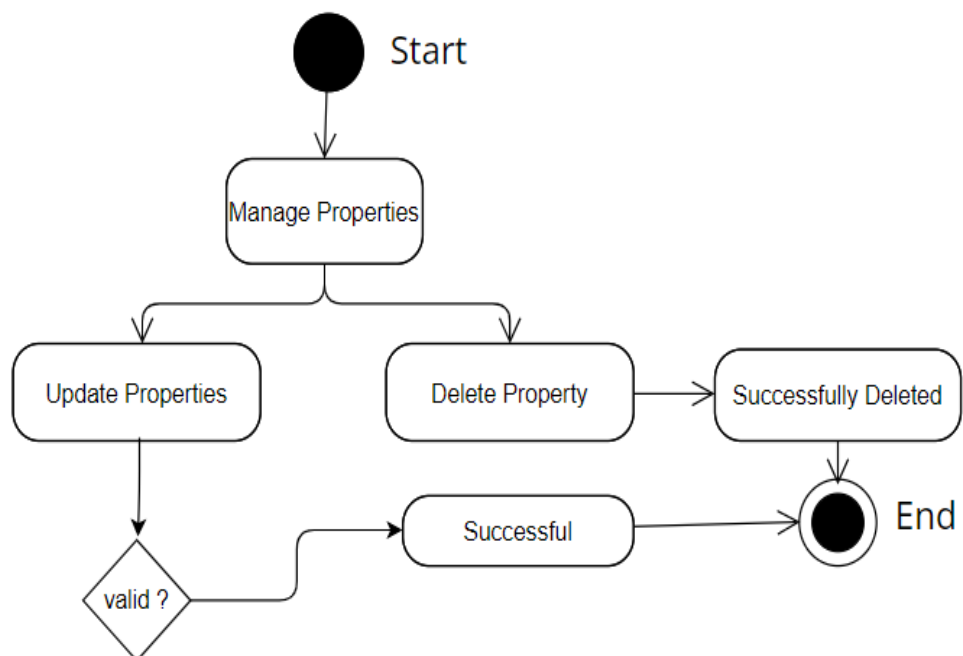 Start
Manage Properties
Update Properties
Delete Property
Successfully Deleted
Successful
End
valid ?